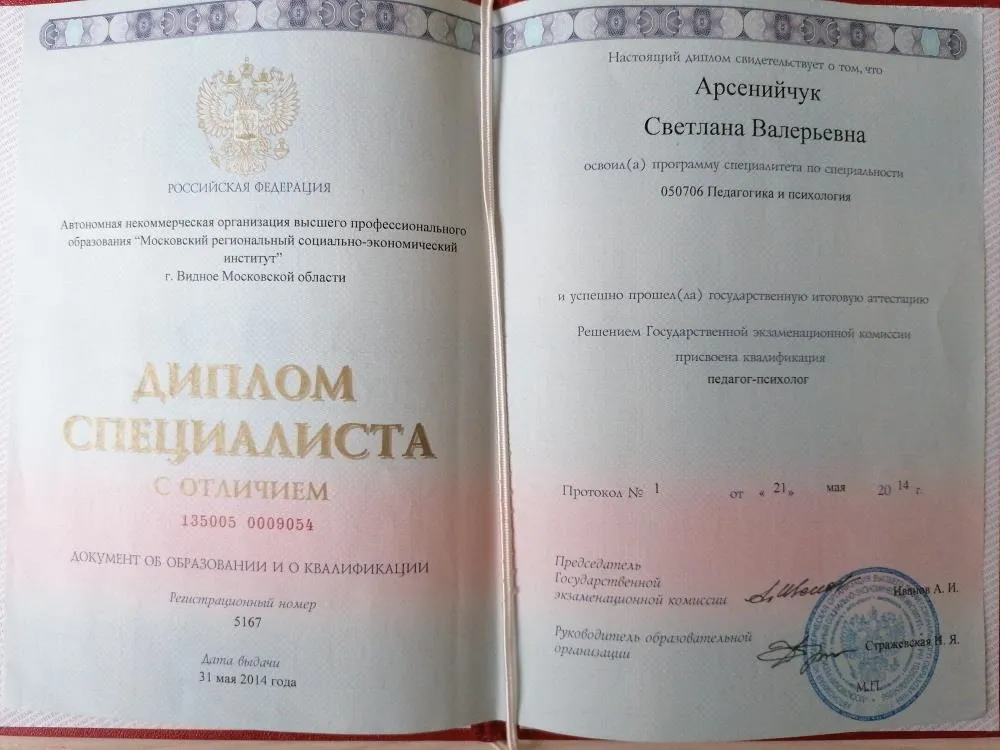 РОССИЙСКАЯ ФЕДЕРАЦИЯ
Автономная некоммерческая организация высшего профессионального
образования “Московский региональный социально-экономический
институт”
г. Видное Московской области
ДИПЛОМ
СПЕЦИАЛИСТА
С ОТЛИЧИЕМ
135005 0009054
ДОКУМЕНТ ОБ ОБРАЗОВАНИИ И О КВАЛИФИКАЦИИ
Регистрационный номер
5167
Дата выдачи
31 мая 2014 года
Настоящий диплом свидетельствует о том, что
Арсенийчук
Светлана Валерьевна
освоил(а) программу специалитета по специальности
050706 Педагогика и психология
и успешно прошел(ла) государственную итоговую аттестацию
Решением Государственной экзаменационной комиссии
присвоена квалификация
педагог-психолог
Протокол № 1 от « 21 » мая 20 14 г.
Председатель
Государственной
экзаменационной комиссии Иванов А. И.
Руководитель образовательной
организации Стражевская И. Я.
М.П.